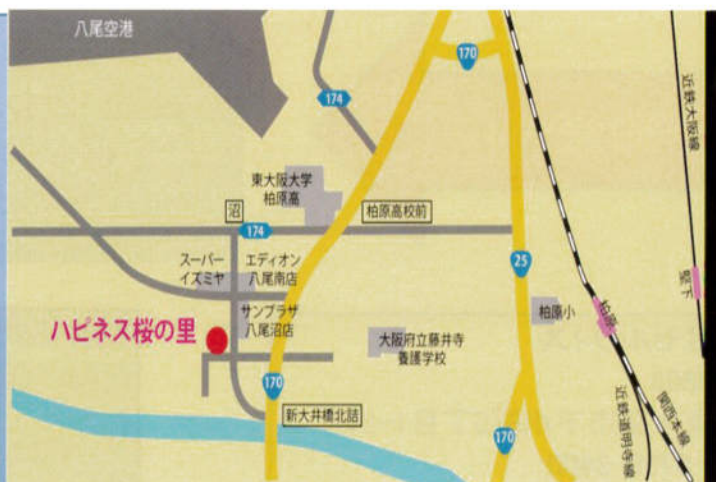 八尾空港
170
174
近鉄大阪線
東大阪大学
柏原高
沼
柏原高校前
174
スーパー
イズミヤ
エディオン
八尾南店
25
堅下
サンプラザ
八尾沼店
柏原小
柏原
ハピネス桜の里
大阪府立藤井寺
養護学校
170
関西本線
近鉄道明寺線
新大井橋北詰
170